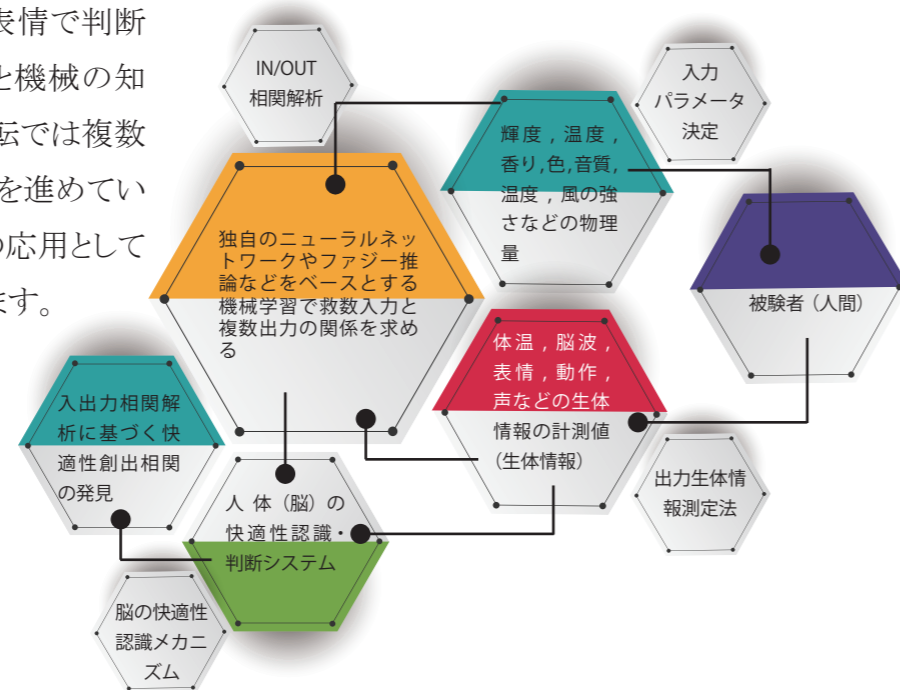 表情で判断
と機械の知
転では複数
を進めてい
の応用として
ます。
IN/OUT
相関解析
入力
パラメータ
決定
輝度，温度，
香り,色,音質,
温度，風の強
さなどの物理
量
独自のニューラルネッ
トワークやファジー推
論などをベースとする
機械学習で救数入力と
複数出力の関係を求め
る
被験者（人間）
体温，脳波，
表情，動作，
声などの生体
情報の計測値
（生体情報）
入出力相関解
析に基づく快
適性創出相関
の発見
出力生体情
報測定法
人体（脳）の
快適性認識・
判断システム
脳の快適性
認識メカニ
ズム